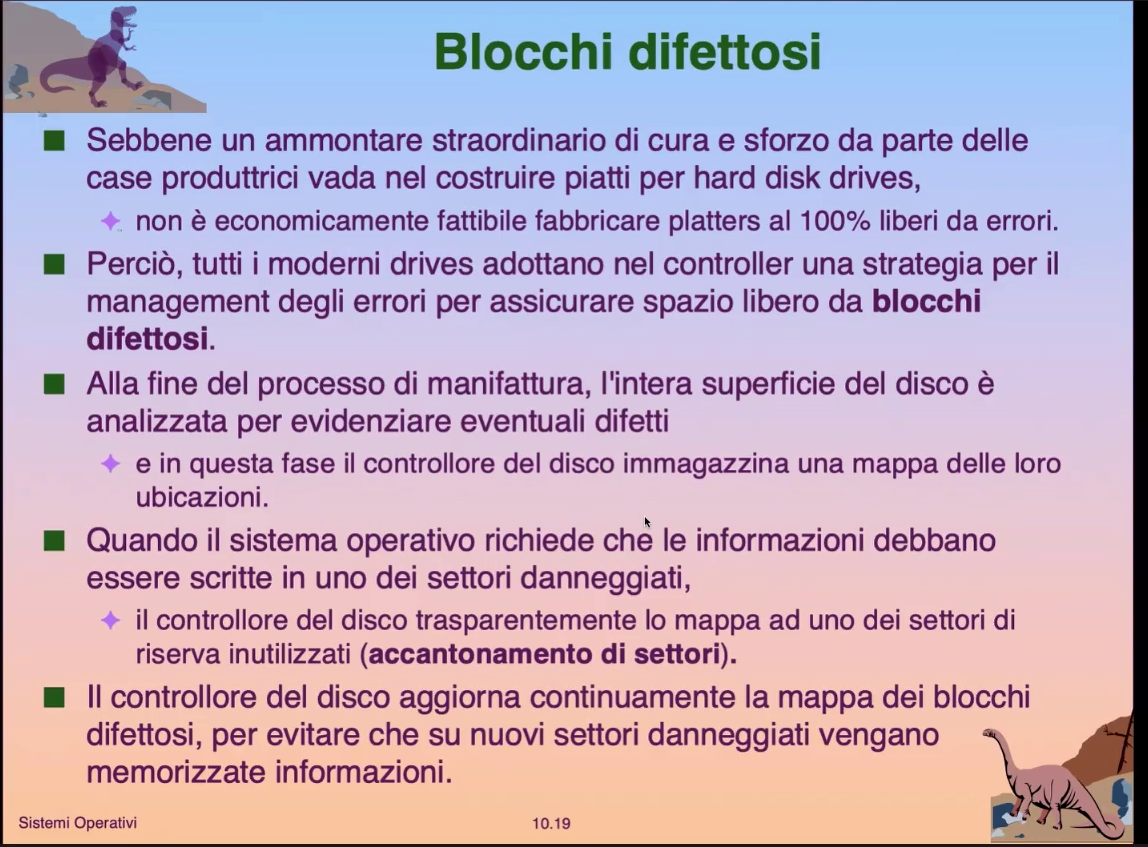 Blocchi difettosi
Sebbene un ammontare straordinario di cura e sforzo da parte delle
case produttrici vada nel costruire piatti per hard disk drives,
non è economicamente fattibile fabbricare platters al 100% liberi da errori.
Perciò, tutti i moderni drives adottano nel controller una strategia per il
management degli errori per assicurare spazio libero da blocchi
difettosi.
Alla fine del processo di manifattura, l'intera superficie del disco è
analizzata per evidenziare eventuali difetti
e in questa fase il controllore del disco immagazzina una mappa delle loro
ubicazioni.
Quando il sistema operativo richiede che le informazioni debbano
essere scritte in uno dei settori danneggiati,
il controllore del disco trasparentemente lo mappa ad uno dei settori di
riserva inutilizzati (accantonamento di settori).
Il controllore del disco aggiorna continuamente la mappa dei blocchi
difettosi, per evitare che su nuovi settori danneggiati vengano
memorizzate informazioni.
Sistemi Operativi
10.19